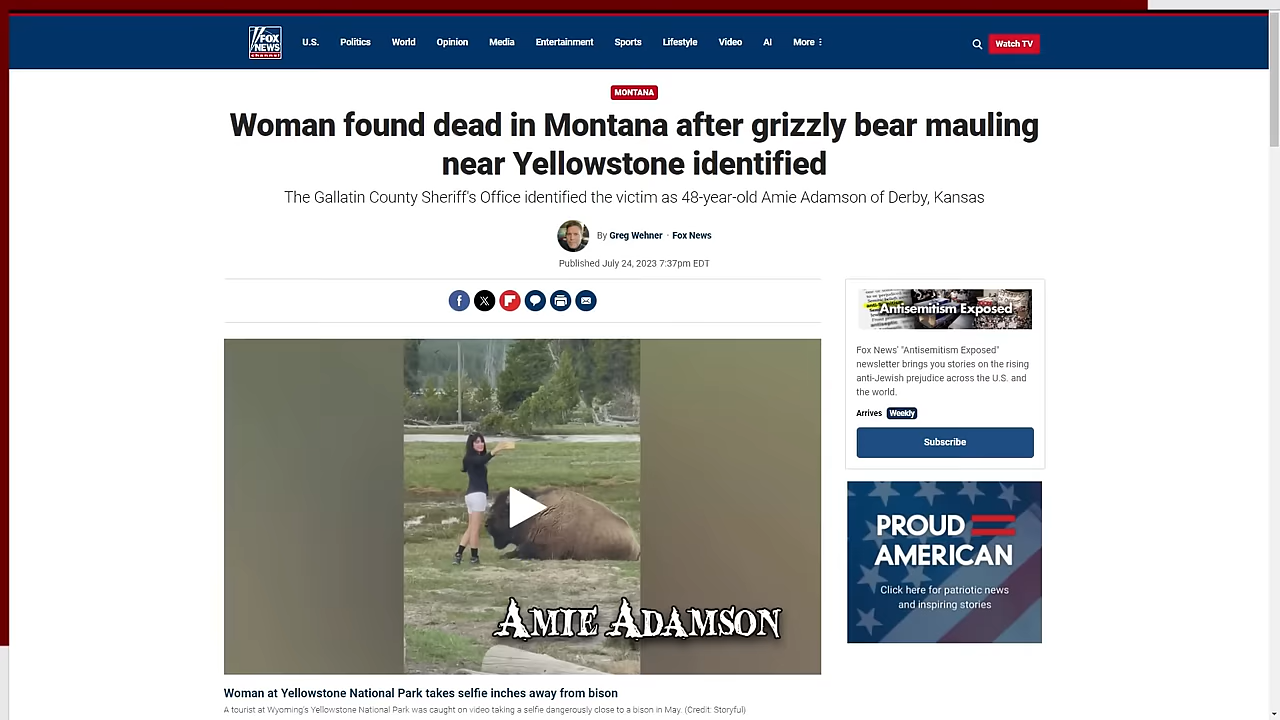 FOX
NEWS
channel
U.S. Politics World Opinion Media Entertainment Sports Lifestyle Video AI More
Watch TV
MONTANA
Woman found dead in Montana after grizzly bear mauling
near Yellowstone identified
The Gallatin County Sheriff's Office identified the victim as 48-year-old Amie Adamson of Derby, Kansas
By Greg Wehner · Fox News
Published July 24, 2023 7:37pm EDT
Antisemitism Exposed
Fox News' "Antisemitism Exposed"
newsletter brings you stories on the rising
anti-Jewish prejudice across the U.S. and
the world.
Arrives Weekly
Subscribe
PROUD
AMERICAN
Click here for patriotic news
and inspiring stories
AMIE ADAMSON
Woman at Yellowstone National Park takes selfie inches away from bison
A tourist at Wyoming's Yellowstone National Park was caught on video taking a selfie dangerously close to a bison in May. (Credit: Storyful)